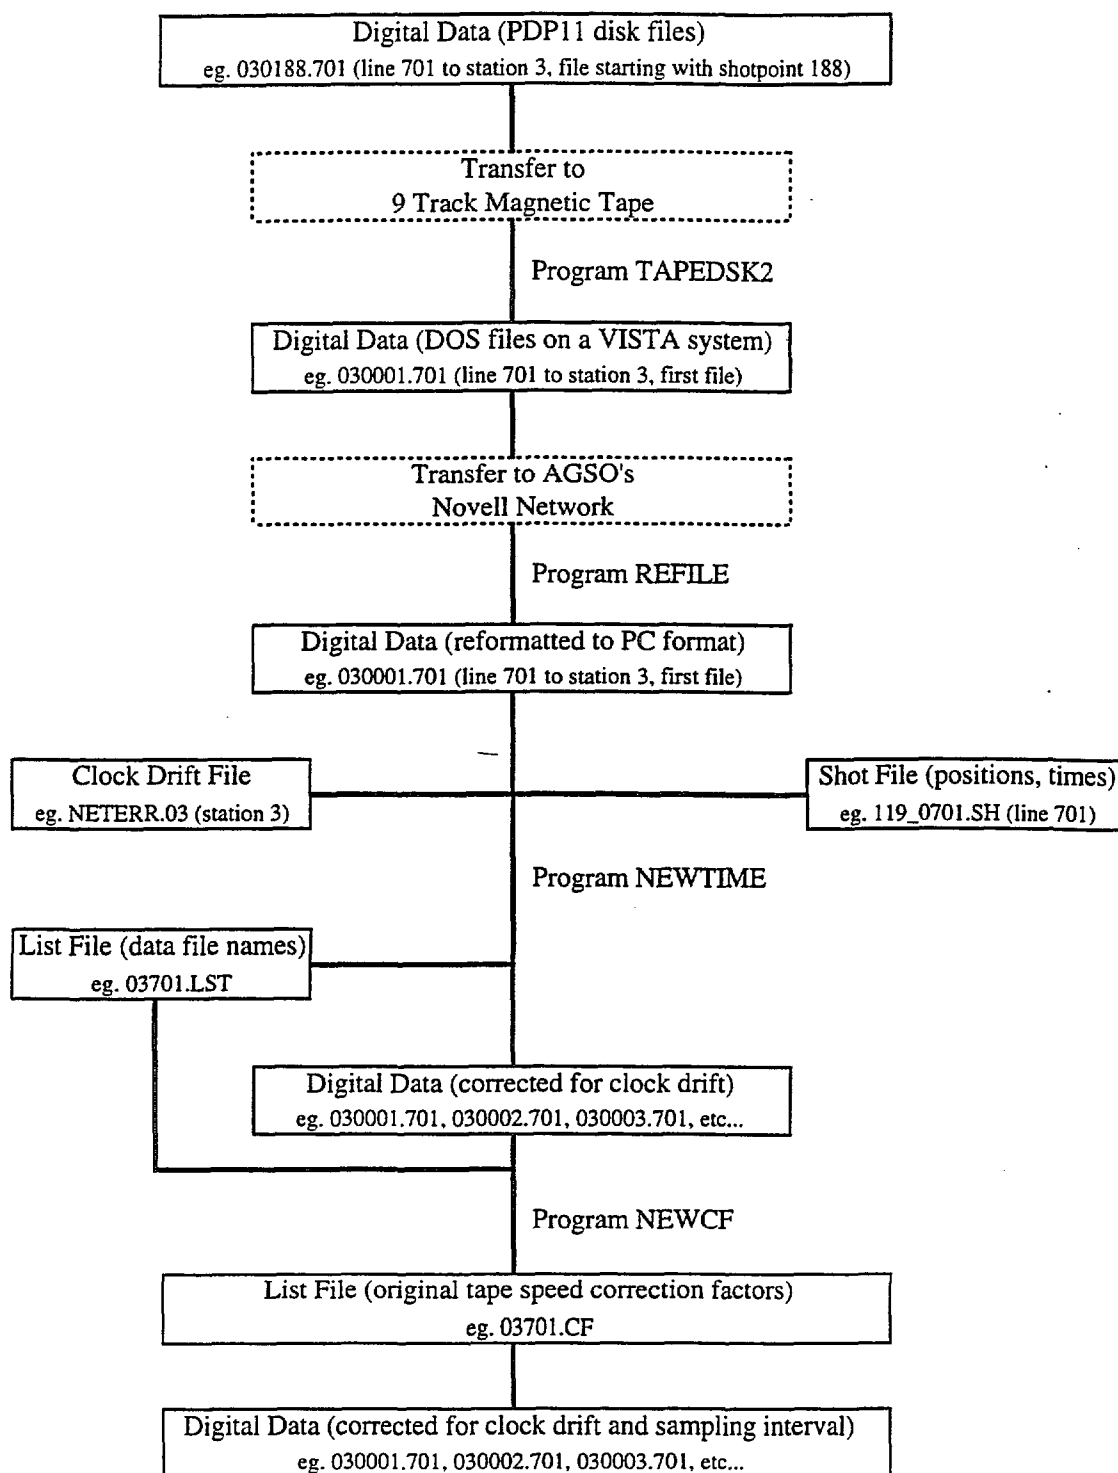 Digital Data (PDP11 disk files)
eg. 030188.701 (line 701 to station 3, file starting with shotpoint 188)
Transfer to
9 Track Magnetic Tape
Program TAPEDSK2
Digital Data (DOS files on a VISTA system)
eg. 030001.701 (line 701 to station 3, first file)
Transfer to AGSO's
Novell Network
Program REFILE
Digital Data (reformatted to PC format)
eg. 030001.701 (line 701 to station 3, first file)
Clock Drift File
eg. NETERR.03 (station 3)
Shot File (positions, times)
eg. 119_0701.SH (line 701)
Program NEWTIME
List File (data file names)
eg. 03701.LST
Digital Data (corrected for clock drift)
eg. 030001.701, 030002.701, 030003.701, etc...
Program NEWCF
List File (original tape speed correction factors)
eg. 03701.CF
Digital Data (corrected for clock drift and sampling interval)
eg. 030001.701, 030002.701, 030003.701, etc...